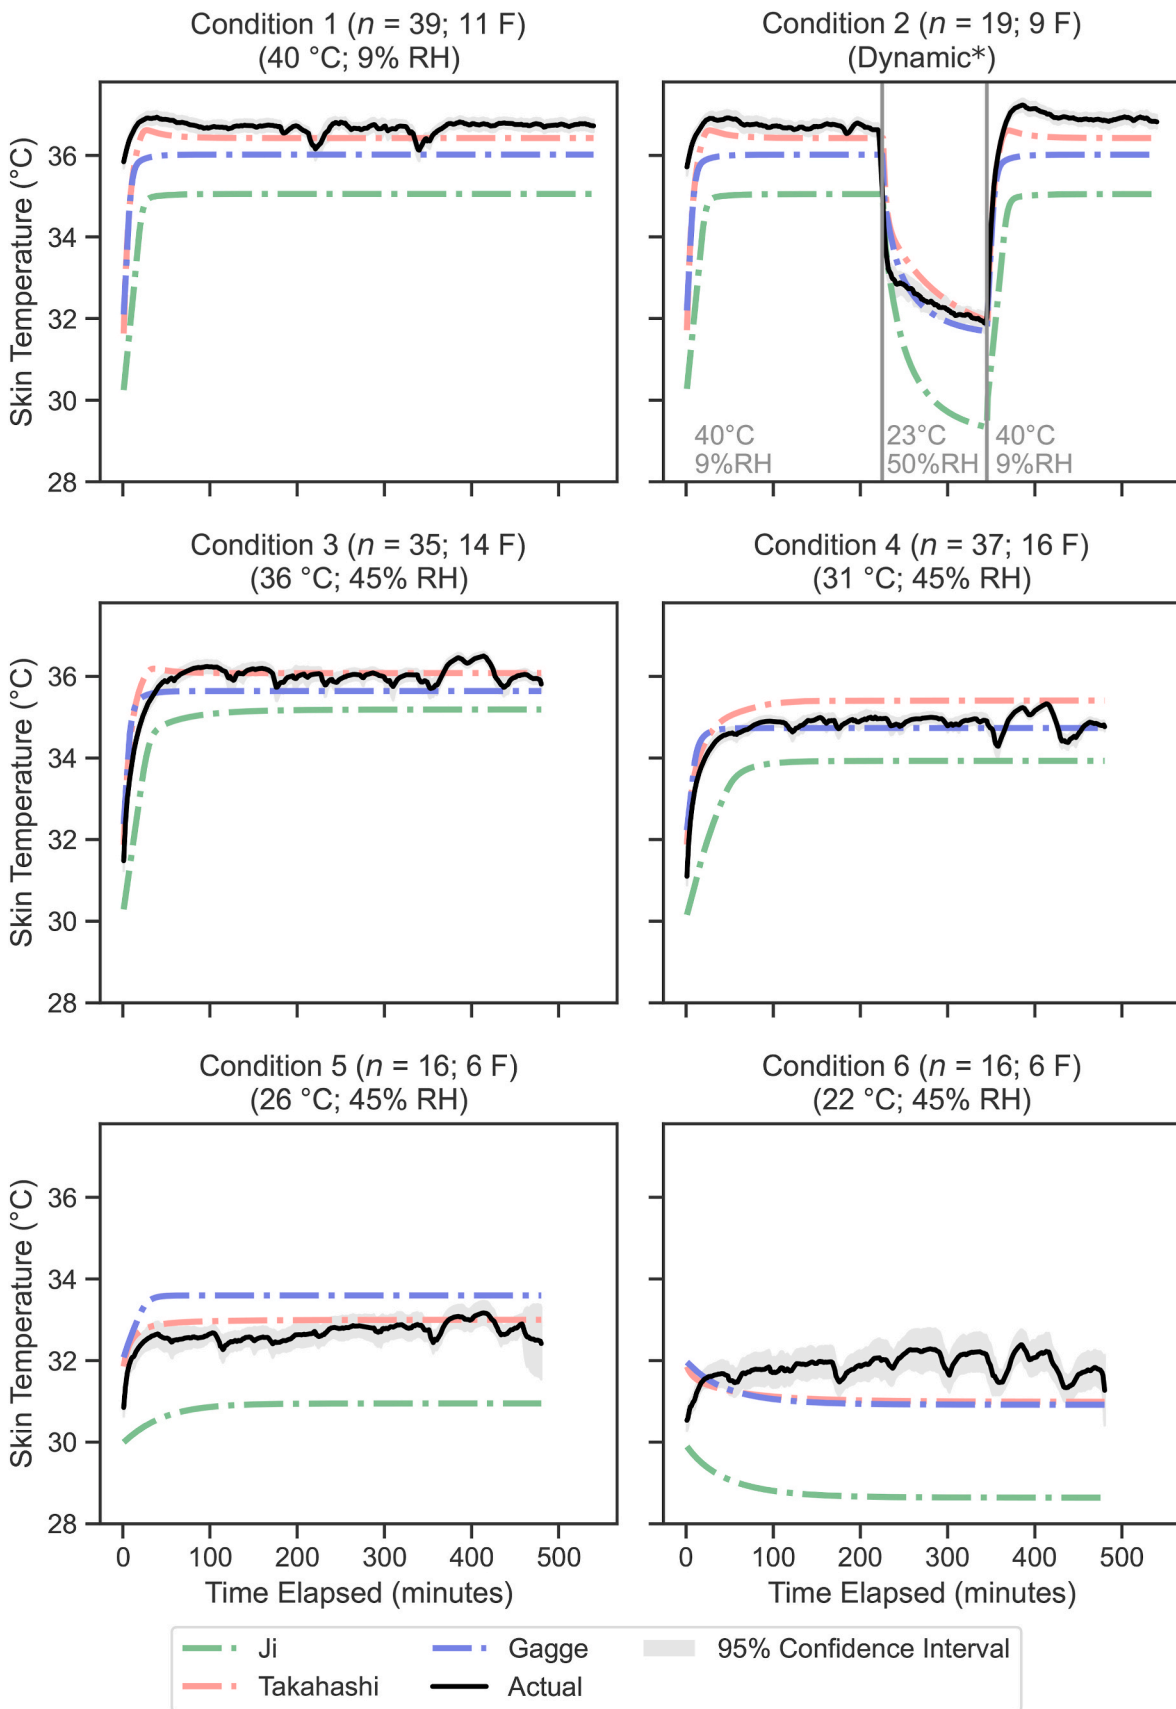 Condition 1 (n = 39; 11 F)
(40 °C; 9% RH)
Condition 2 (n = 19; 9 F)
(Dynamic*)
Skin Temperature (°C)
36
34
32
30
28
40°C
9%RH
23°C
50%RH
40°C
9%RH
Condition 3 (n = 35; 14 F)
(36 °C; 45% RH)
Condition 4 (n = 37; 16 F)
(31 °C; 45% RH)
Skin Temperature (°C)
36
34
32
30
28
Condition 5 (n = 16; 6 F)
(26 °C; 45% RH)
Condition 6 (n = 16; 6 F)
(22 °C; 45% RH)
Skin Temperature (°C)
36
34
32
30
28
0 100 200 300 400 500
0 100 200 300 400 500
Time Elapsed (minutes)
Time Elapsed (minutes)
Ji
Gagge
95% Confidence Interval
Takahashi
Actual